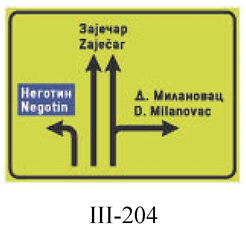 Зајечар
Zaječar
Неготин
Negotin
Д. Милановац
D. Milanovac
III-204